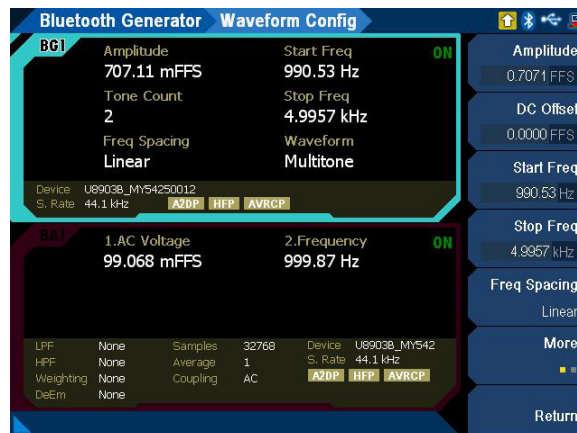 Bluetooth Generator Waveform Config
BG1
Amplitude Start Freq ON
707.11 mFFS 990.53 Hz
Tone Count Stop Freq
2 4.9957 kHz
Freq Spacing Waveform
Linear Multitone
Device U8903B_MY54250012
S. Rate 44.1 kHz A2DP HFP AVRCP
BA1
1.AC Voltage 2.Frequency ON
99.068 mFFS 999.87 Hz
LPF None Samples 32768 Device U8903B_MY542
HPF None Average 1 S. Rate 44.1 kHz
Weighting None Coupling AC A2DP HFP AVRCP
DeEm None
Amplitude
0.7071 FFS
DC Offset
0.0000 FFS
Start Freq
990.53 Hz
Stop Freq
4.9957 kHz
Freq Spacing
Linear
More
Return